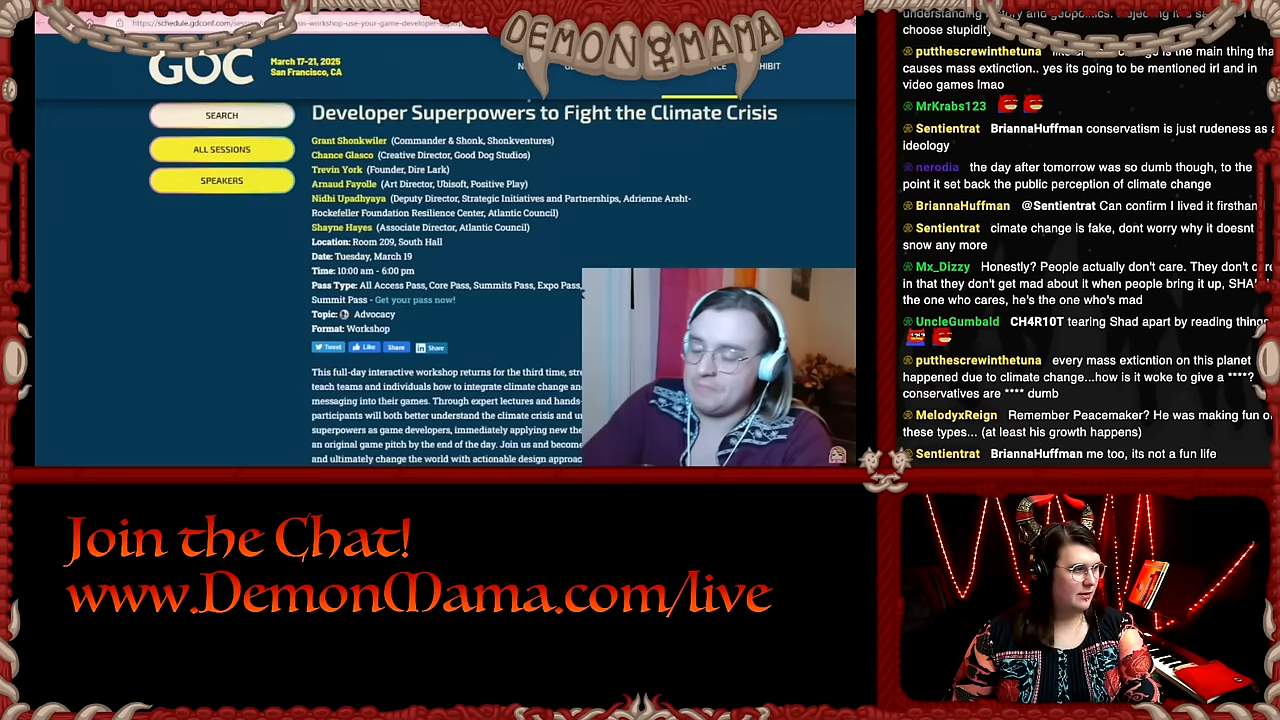 https://schedule.gdconf.com/
DEMON MAMA
GDC
March 17-21, 2025
San Francisco, CA
HIBIT
SEARCH
ALL SESSIONS
SPEAKERS
Developer Superpowers to Fight the Climate Crisis
Grant Shonkwiler (Commander & Shonk, Shonkventures)
Chance Glasco (Creative Director, Good Dog Studios)
Trevin York (Founder, Dire Lark)
Arnaud Fayolle (Art Director, Ubisoft, Positive Play)
Nidhi Upadhyaya (Deputy Director, Strategic Initiatives and Partnerships, Adrienne Arsht-
Rockefeller Foundation Resilience Center, Atlantic Council)
Shayne Hayes (Associate Director, Atlantic Council)
Location: Room 209, South Hall
Date: Tuesday, March 19
Time: 10:00 am - 6:00 pm
Pass Type: All Access Pass, Core Pass, Summits Pass, Expo Pass,
Summit Pass - Get your pass now!
Topic: Advocacy
Format: Workshop
Tweet Like Share Share
This full-day interactive workshop returns for the third time, stre
teach teams and individuals how to integrate climate change an
messaging into their games. Through expert lectures and hands-
participants will both better understand the climate crisis and u
superpowers as game developers, immediately applying new the
an original game pitch by the end of the day. Join us and become
and ultimately change the world with actionable design approac
choose stupidity
putthescrewinthetuna is the main thing tha
causes mass extinction.. yes its going to be mentioned irl and in
video games lmao
MrKrabs123
Sentientrat BriannaHuffman conservatism is just rudeness as a
ideology
nerodia the day after tomorrow was so dumb though, to the
point it set back the public perception of climate change
BriannaHuffman @Sentientrat Can confirm I lived it firsthan
Sentientrat clmate change is fake, dont worry why it doesnt
snow any more
Mx_Dizzy Honestly? People actually don't care. They don't c re
in that they don't get mad about it when people bring it up, SHA
the one who cares, he's the one who's mad
UncleGumbald CH4R10T tearing Shad apart by reading things
putthescrewinthetuna every mass extiction on this planet
happened due to climate change...how is it woke to give a ****?
conservatives are **** dumb
MelodyxReign Remember Peacemaker? He was making fun o
these types... (at least his growth happens)
Sentientrat BriannaHuffman me too, its not a fun life
Join the Chat!
www.DemonMama.com/live